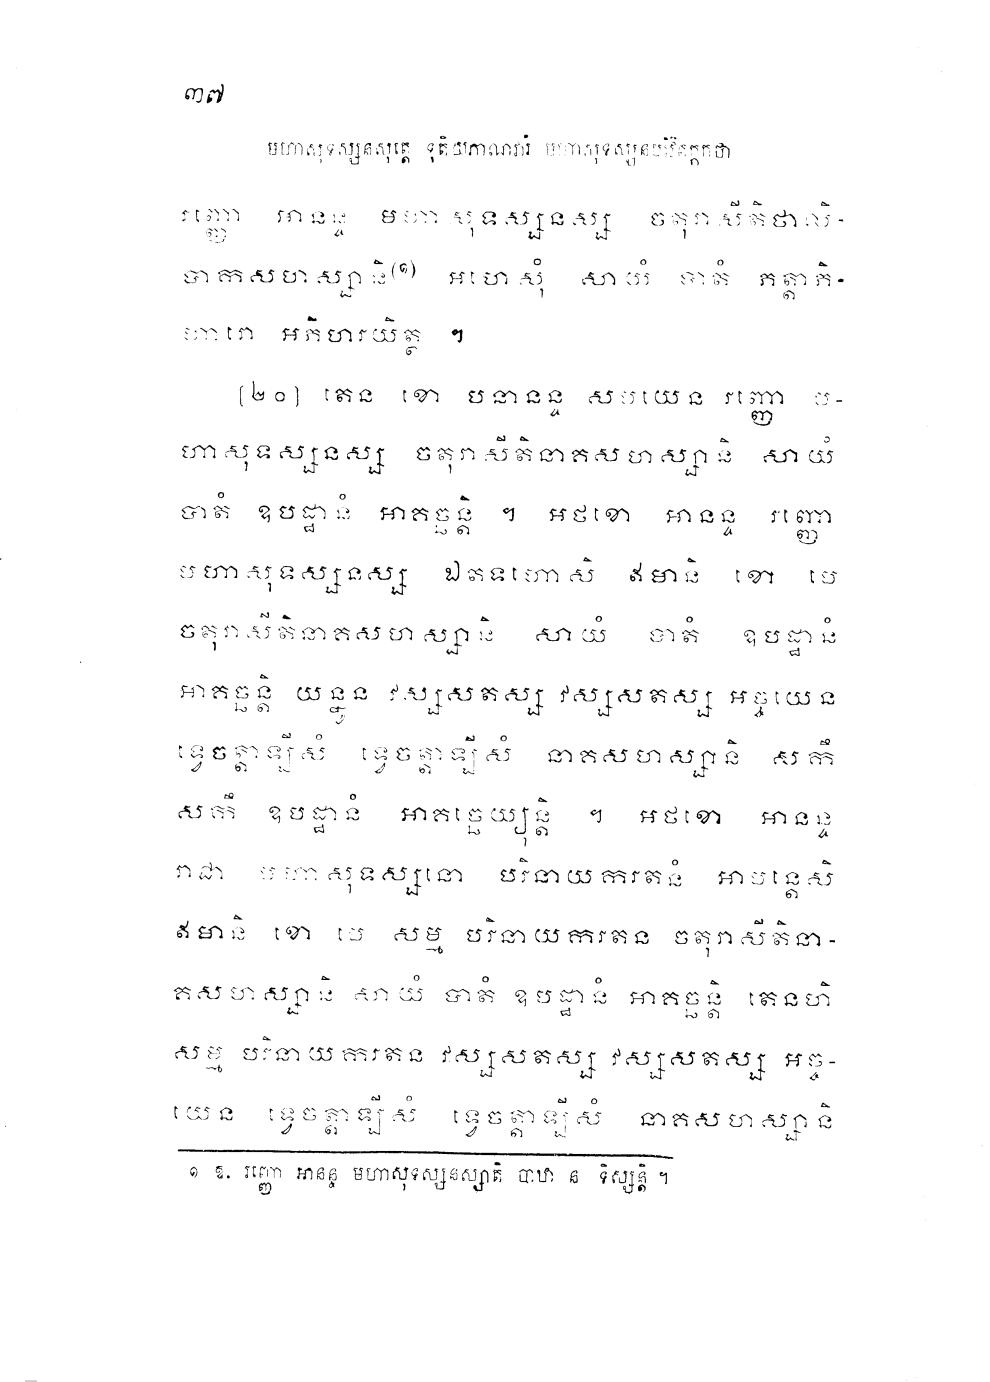 ៣៧
មហាសុទស្សនសុត្តេ ទុតិយភាណវារំ មហាសុទស្សនបរិវិតក្កកថា
រញ្ញោ អានន្ទ មហាសុទស្សនស្ស ចតុរាសីតិថាលិ-
បាកសហស្សានិ(១) អហេសុំ សាយំ បាតំ ភត្តាភិ-
ហារោ អភិហរយិត្ថ ។
[២០] តេន ខោ បនានន្ទ សមយេន រញ្ញោ ម-
ហាសុទស្សនស្ស ចតុរាសីតិនាគសហស្សានិ សាយំ
បាតំ ឧបដ្ឋានំ អាគច្ឆន្តិ ។ អថខោ អានន្ទ រញ្ញោ
មហាសុទស្សនស្ស ឯតទហោសិ ឥមានិ ខោ មេ
ចតុរាសីតិនាគសហស្សានិ សាយំ បាតំ ឧបដ្ឋានំ
អាគច្ឆន្តិ យន្នូន វស្សសតស្ស វស្សសតស្ស អច្ចយេន
ទ្វេចត្តាឡីសំ ទ្វេចត្តាឡីសំ នាគសហស្សានិ សកឹ
សកឹ ឧបដ្ឋានំ អាគច្ឆេយ្យុន្តិ ។ អថខោ អានន្ទ
រាជា មហាសុទស្សនោ បរិនាយករតនំ អាមន្តេសិ
ឥមានិ ខោ មេ សម្ម បរិនាយករតន ចតុរាសីតិនា-
គសហស្សានិ សាយំ បាតំ ឧបដ្ឋានំ អាគច្ឆន្តិ តេនហិ
សម្ម បរិនាយករតន វស្សសតស្ស វស្សសតស្ស អច្ច-
យេន ទ្វេចត្តាឡីសំ ទ្វេចត្តាឡីសំ នាគសហស្សានិ
១ ឱ. រញ្ញោ អានន្ទ មហាសុទស្សនស្សាតិ បាឋា ន ទិស្សន្តិ ។